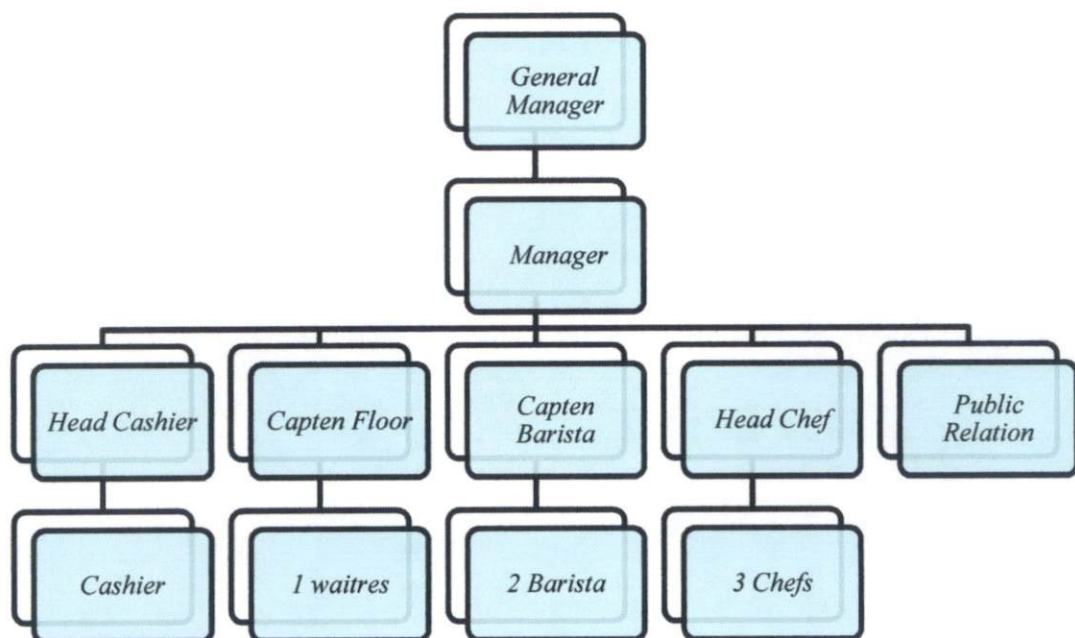 General
Manager
Manager
Head Cashier
Capten Floor
Capten
Barista
Head Chef
Public
Relation
Cashier
1 waitres
2 Barista
3 Chefs